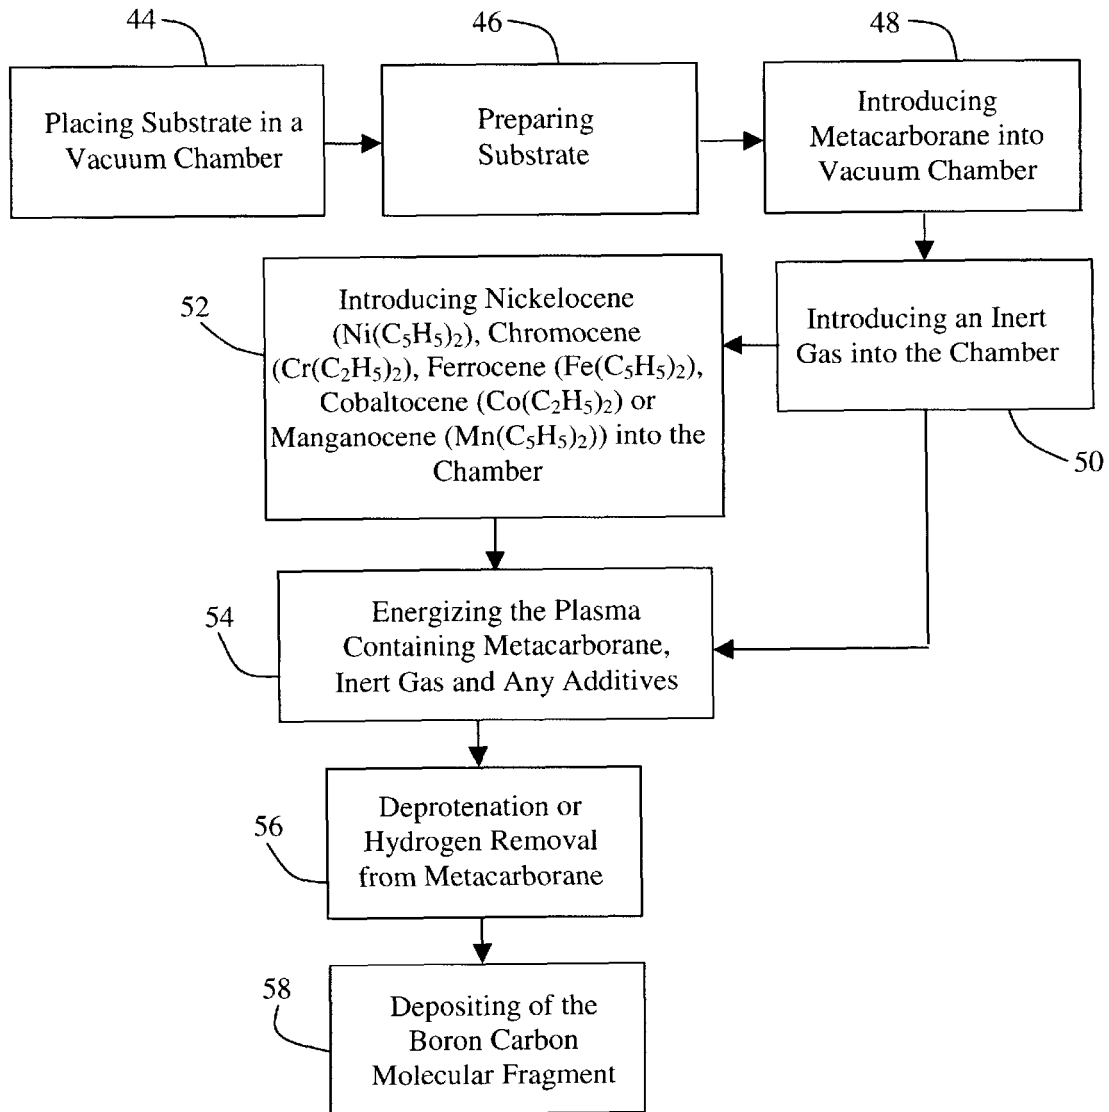 44
46
48
Placing Substrate in a
Vacuum Chamber
Preparing
Substrate
Introducing
Metacarborane into
Vacuum Chamber
52
Introducing Nickelocene
(Ni(C₅H₅)₂), Chromocene
(Cr(C₂H₅)₂), Ferrocene (Fe(C₅H₅)₂),
Cobaltocene (Co(C₂H₅)₂) or
Manganocene (Mn(C₅H₅)₂)) into the
Chamber
Introducing an Inert
Gas into the Chamber
50
54
Energizing the Plasma
Containing Metacarborane,
Inert Gas and Any Additives
56
Deprotenation or
Hydrogen Removal
from Metacarborane
58
Depositing of the
Boron Carbon
Molecular Fragment